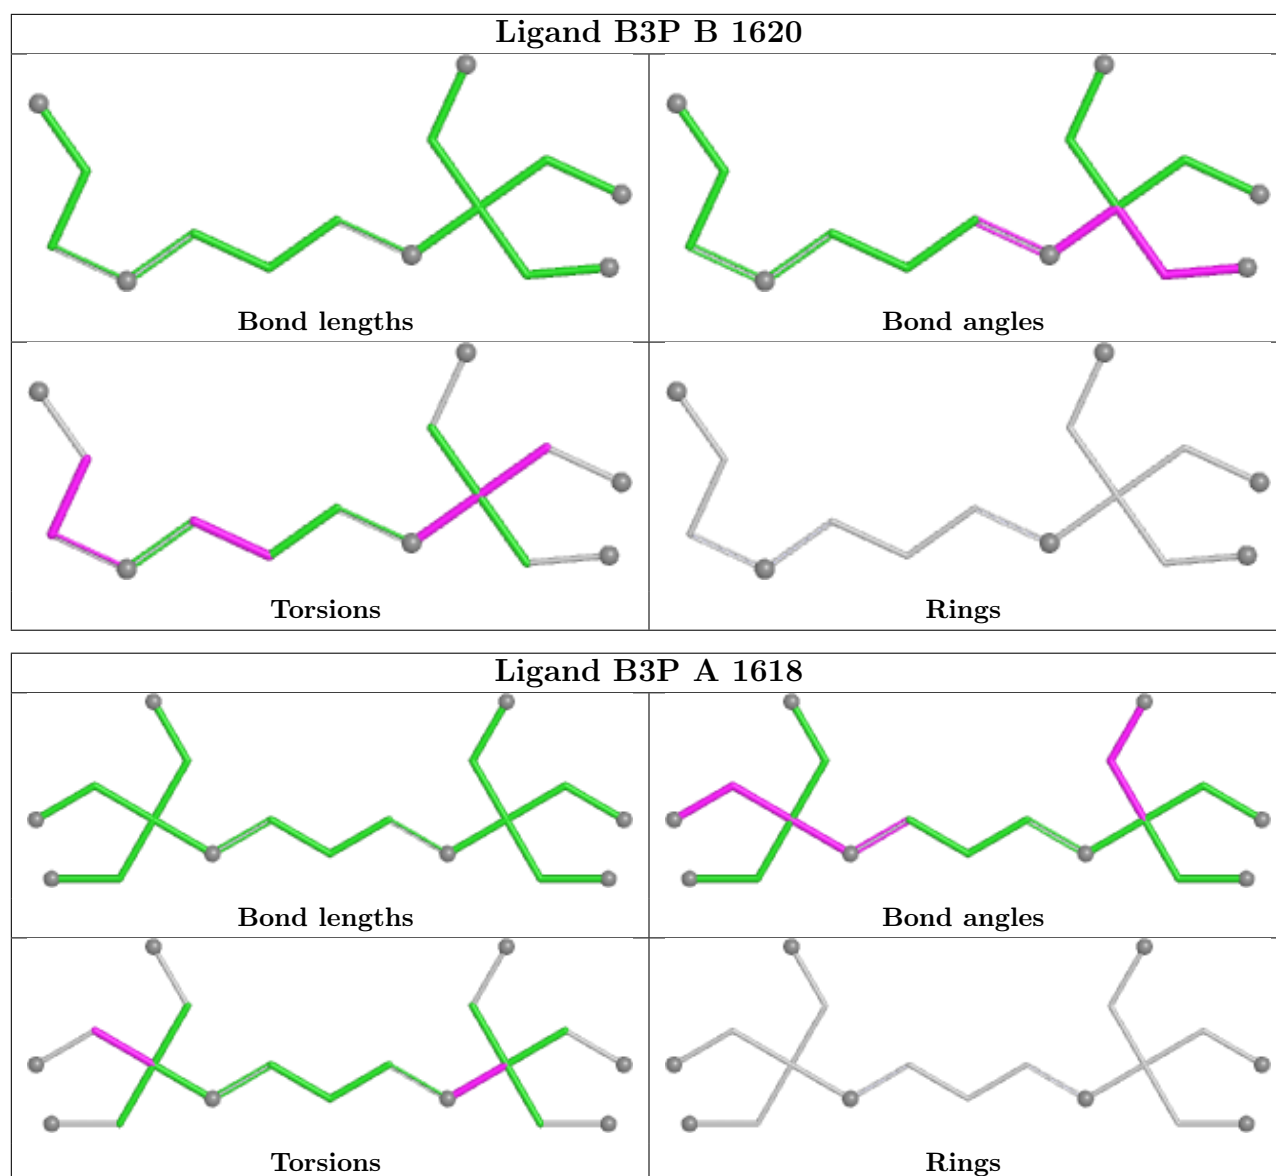 Ligand B3P B 1620
Bond lengths
Bond angles
Torsions
Rings
Ligand B3P A 1618
Bond lengths
Bond angles
Torsions
Rings